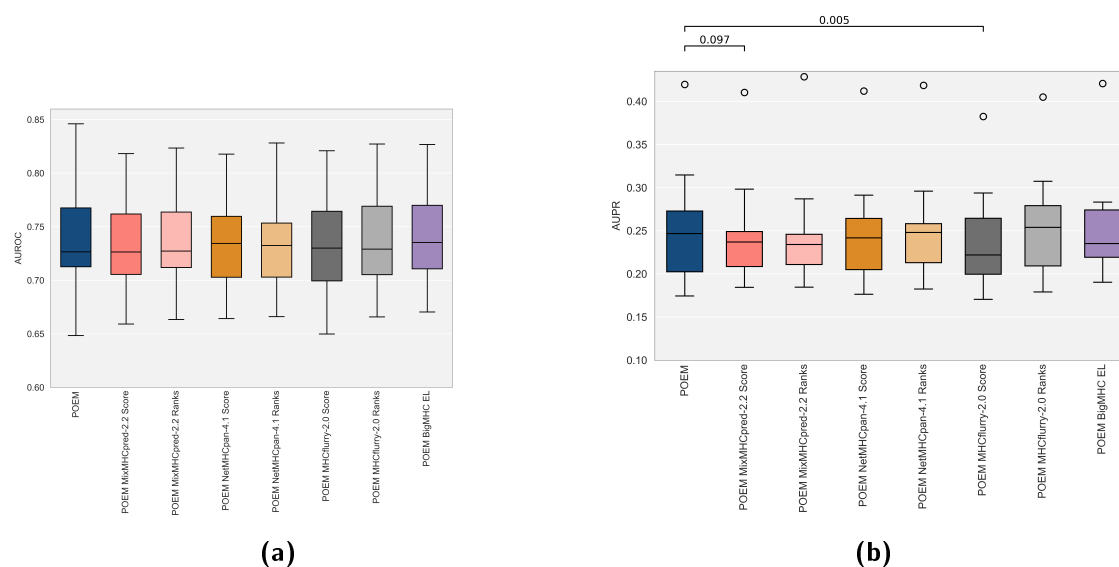 0.85
0.80
0.75
0.70
0.65
0.60
AUROC
POEM
POEM MixMHCpred-2.2 Score
POEM MixMHCpred-2.2 Ranks
POEM NetMHCpan-4.1 Score
POEM NetMHCpan-4.1 Ranks
POEM MHCflurry-2.0 Score
POEM MHCflurry-2.0 Ranks
POEM BigMHC EL
(a)
0.005
0.097
0.40
0.35
0.30
0.25
0.20
0.15
0.10
AUPR
POEM
POEM MixMHCpred-2.2 Score
POEM MixMHCpred-2.2 Ranks
POEM NetMHCpan-4.1 Score
POEM NetMHCpan-4.1 Ranks
POEM MHCflurry-2.0 Score
POEM MHCflurry-2.0 Ranks
POEM BigMHC EL
(b)